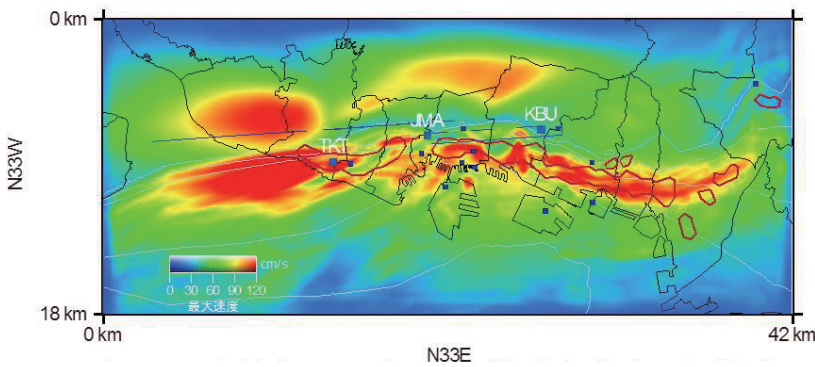 0 km
N33W
TKT
JMA
KBU
cm/s
0 30 60 90 120
最大速度
18 km
0 km
42 km
N33E